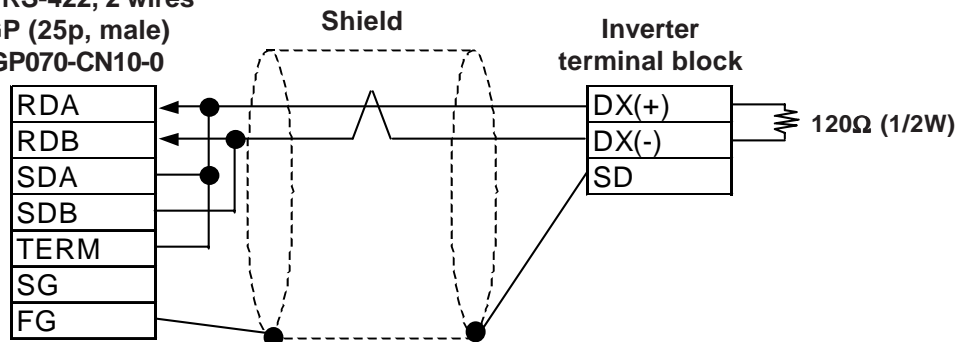 RS-422, 2 wires
GP (25p, male)
GP070-CN10-0
Shield
Inverter
terminal block
RDA
RDB
SDA
SDB
TERM
SG
FG
DX(+)
DX(-)
SD
120Ω (1/2W)